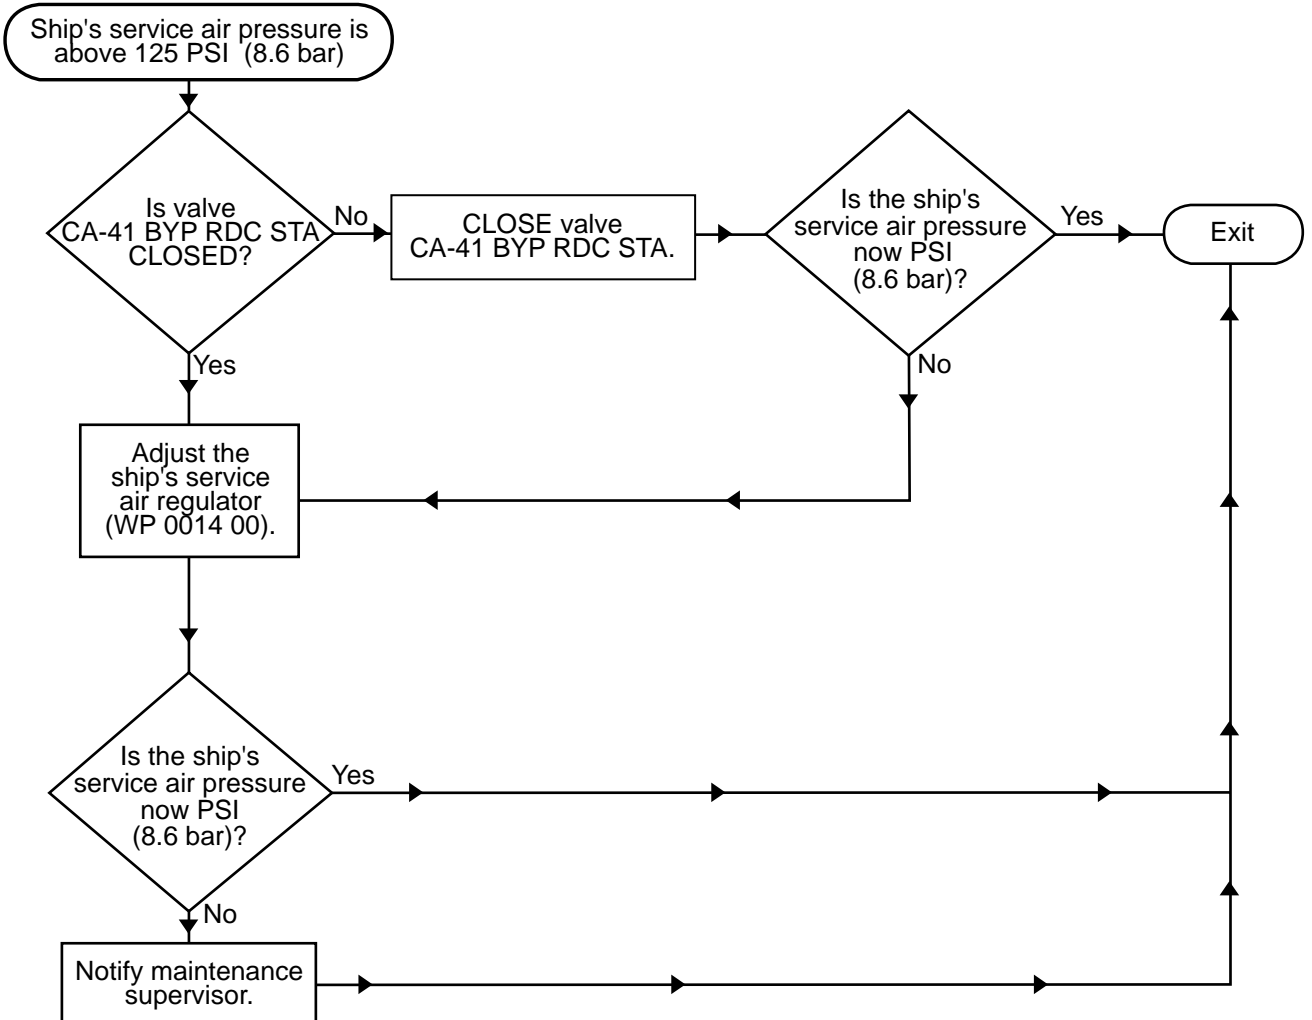 Ship's service air pressure is
above 125 PSI (8.6 bar)
Is valve
CA-41 BYP RDC STA
CLOSED?
No
CLOSE valve
CA-41 BYP RDC STA.
Is the ship's
service air pressure
now PSI
(8.6 bar)?
Yes
Exit
Yes
No
Adjust the
ship's service
air regulator
(WP 0014 00).
Is the ship's
service air pressure
now PSI
(8.6 bar)?
Yes
No
Notify maintenance
supervisor.